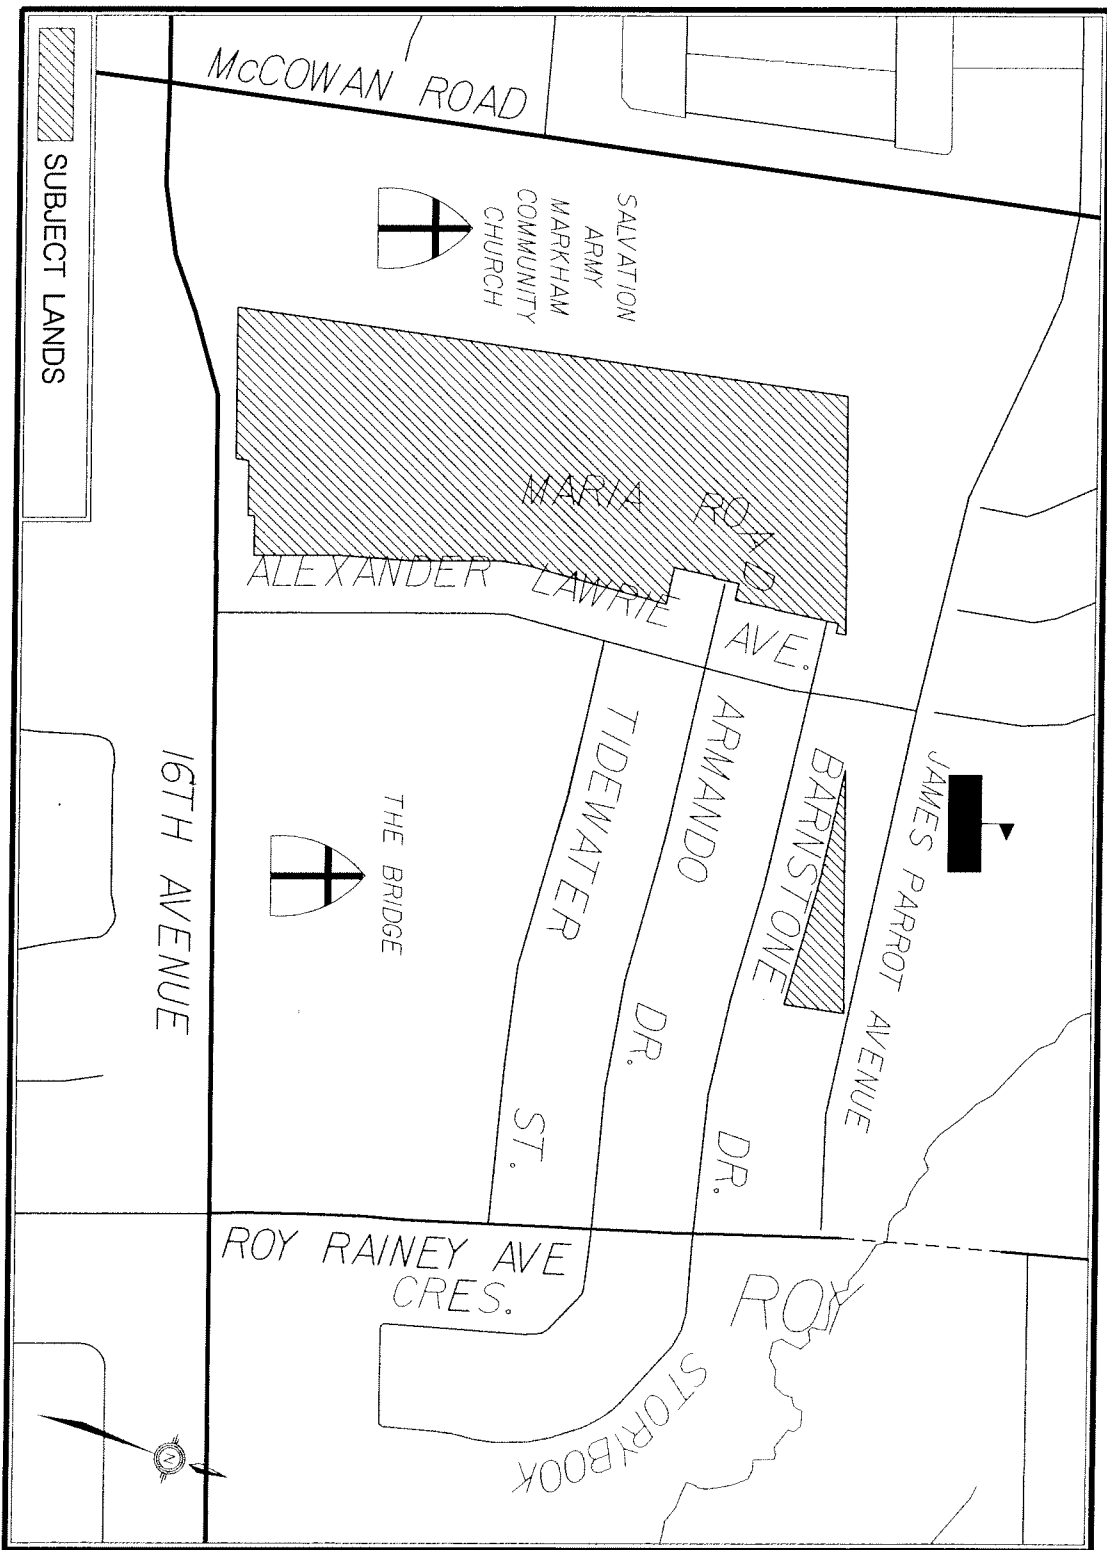 McCOWAN ROAD
SALVATION
ARMY
MARKHAM
COMMUNITY
CHURCH
MARIA ROAD
ALEXANDER LAWRIE AVE.
JAMES PARROT AVENUE
BARNSTONE DR.
ARMANDO DR.
TIDEWATER ST.
THE BRIDGE
16TH AVENUE
ROY RAINEY AVE
ROY
STORYBOOK
CRES.
N
SUBJECT LANDS